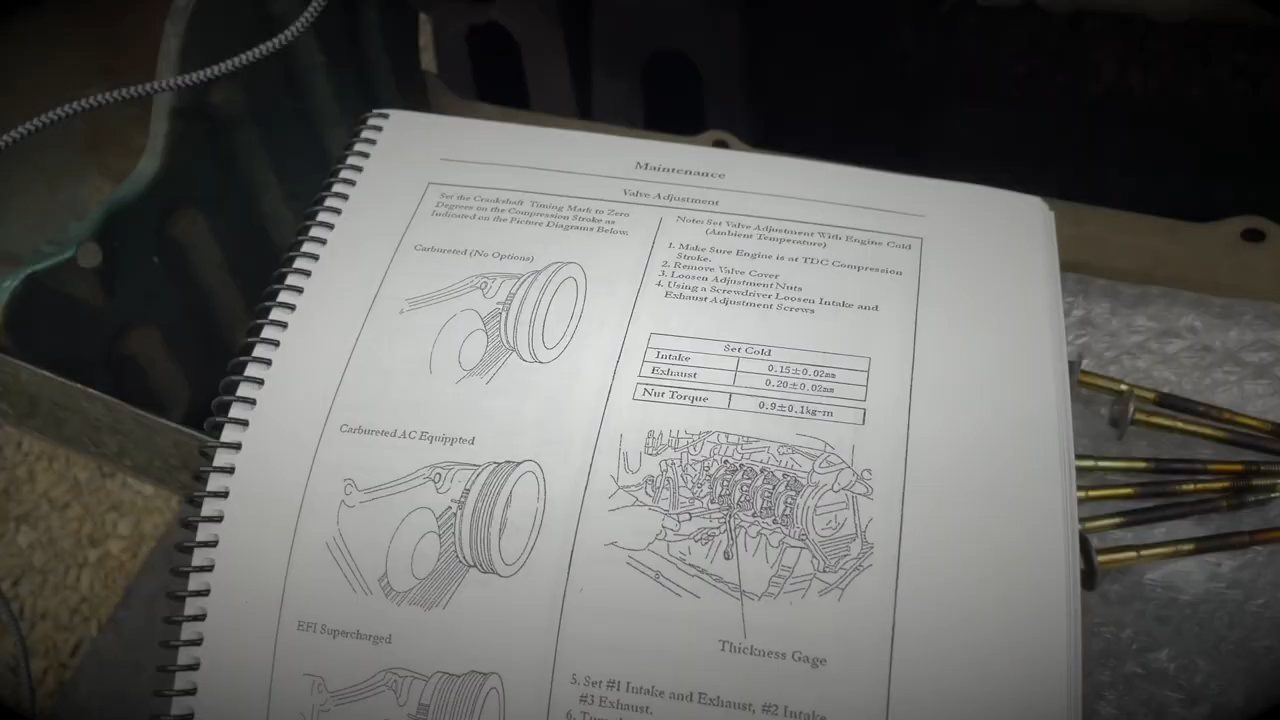 Maintenance
Valve Adjustment
Set the Crankshaft Timing Mark to Zero
Degrees on the Compression Stroke as
Indicated on the Picture Diagrams Below.
Carbureted (No Options)
Carbureted AC Equippted
EFI Supercharged
Note: Set Valve Adjustment With Engine Cold
(Ambient Temperature)
1. Make Sure Engine is at TDC Compression
Stroke.
2. Remove Valve Cover
3. Loosen Adjustment Nuts
4. Using a Screwdriver Loosen Intake and
Exhaust Adjustment Screws
Set Cold
Intake 0.15±0.02mm
Exhaust 0.20±0.02mm
Nut Torque 0.9±0.1kg-m
Thickness Gage
5. Set #1 Intake and Exhaust, #2 Intake
#3 Exhaust.
6.